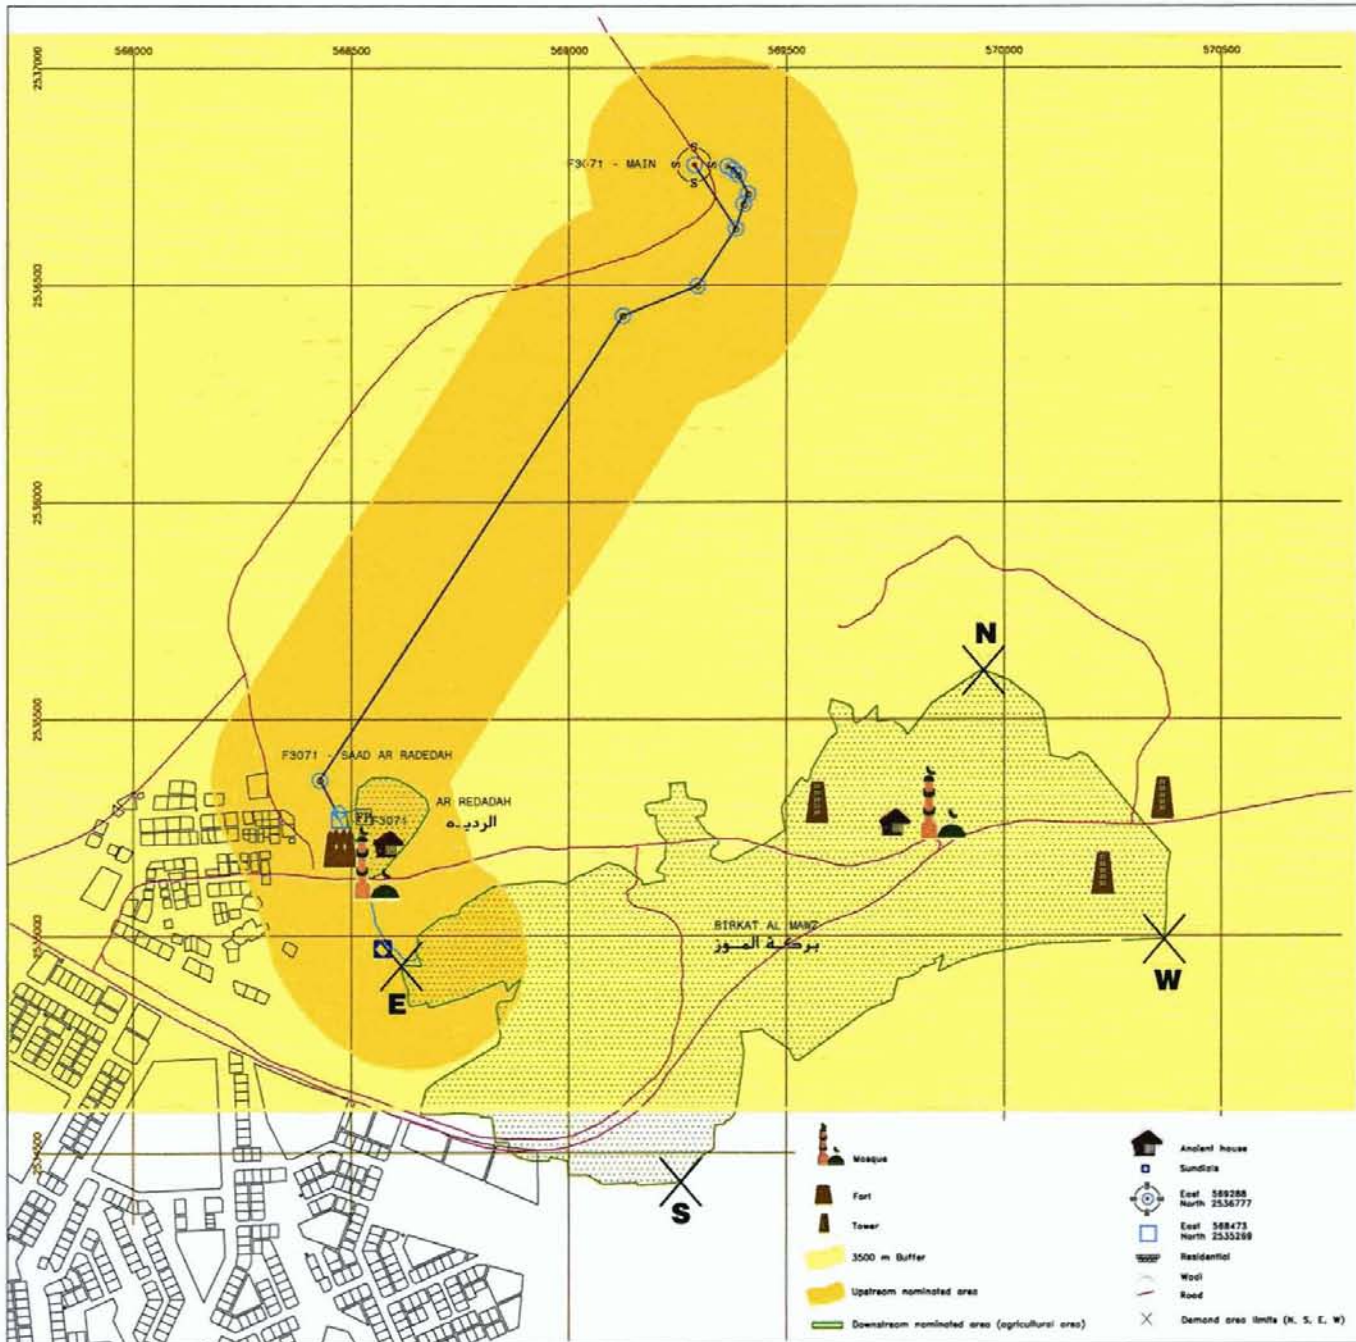 568000 568500 569000 569500 570000 570500
2537000
F3071 - MAIN
S
S S
S
2536500
2536000
N
2535500
F3071 - SAAD AR RADEDAH
AR REDADAH
F3071
BIRKAT AL MAWZ
بركة الموز
2535000
E
W
2534500
S
Mosque
Fort
Tower
3500 m Buffer
Upstream nominated area
Downstream nominated area (agricultural area)
Ancient house
Sundials
S
S S
S
East 569288
North 2536777
East 568473
North 2535269
Residential
Wadi
Road
Demand area limits (N, S, E, W)